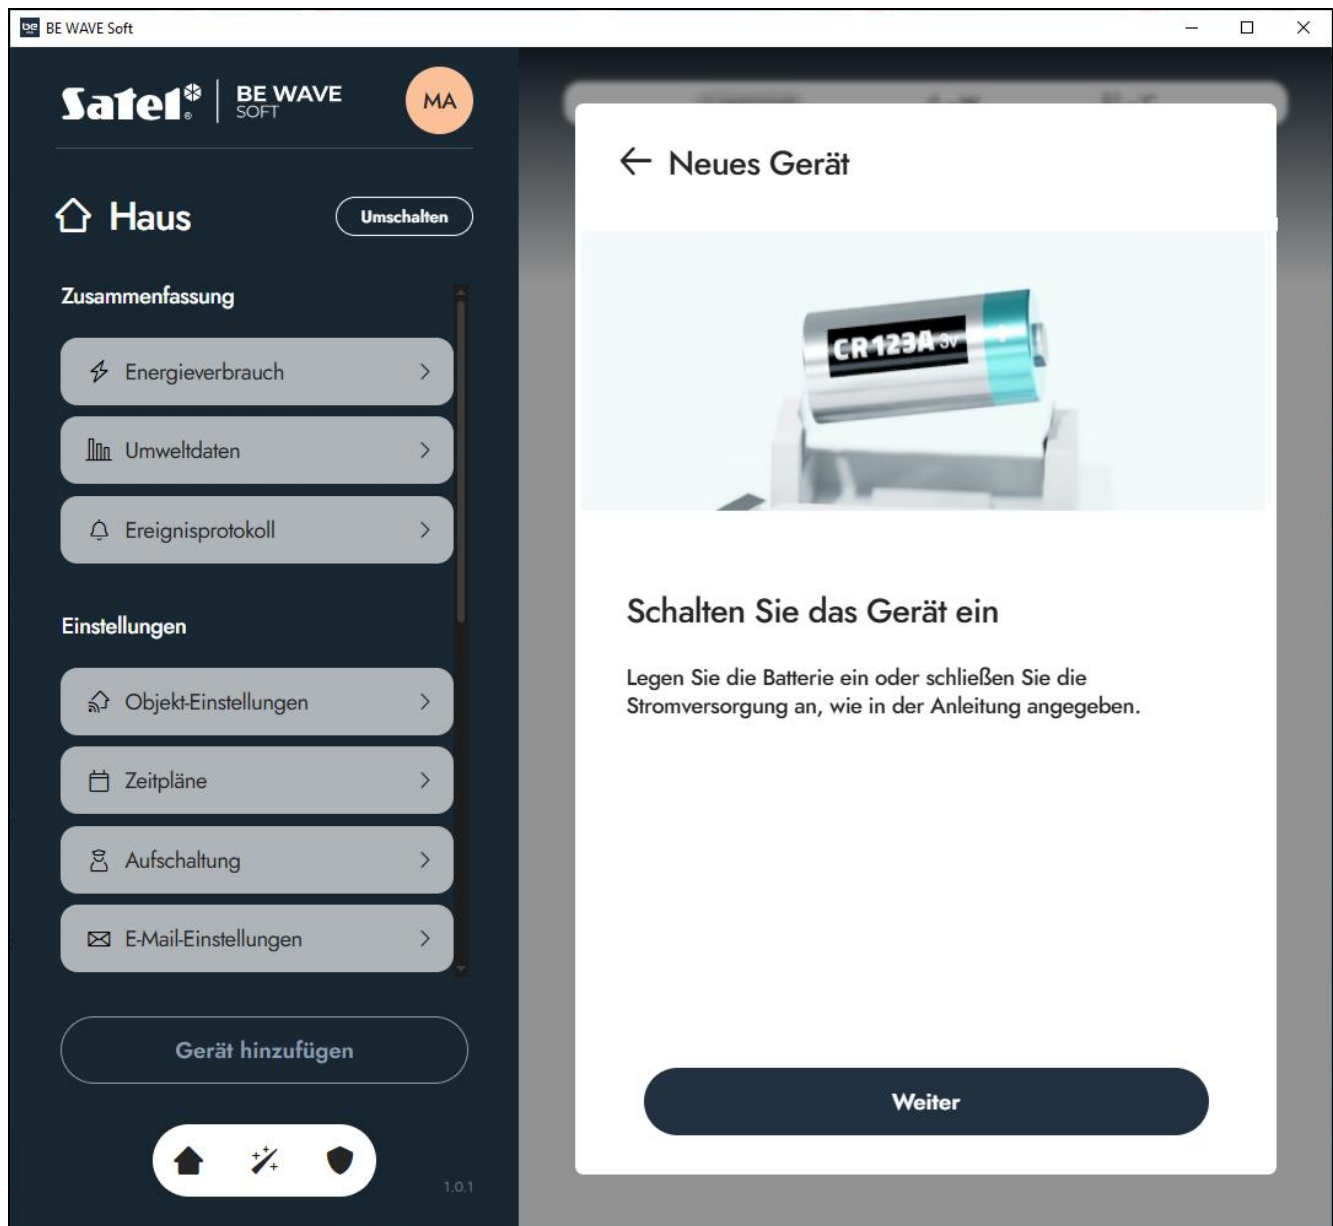 BE WAVE Soft
Satel®
BE WAVE
SOFT
MA
Haus
Umschalten
Zusammenfassung
Energieverbrauch
Umweltdaten
Ereignisprotokoll
Einstellungen
Objekt-Einstellungen
Zeitpläne
Aufschaltung
E-Mail-Einstellungen
Gerät hinzufügen
1.0.1
Neues Gerät
CR123A 3v
Schalten Sie das Gerät ein
Legen Sie die Batterie ein oder schließen Sie die
Stromversorgung an, wie in der Anleitung angegeben.
Weiter